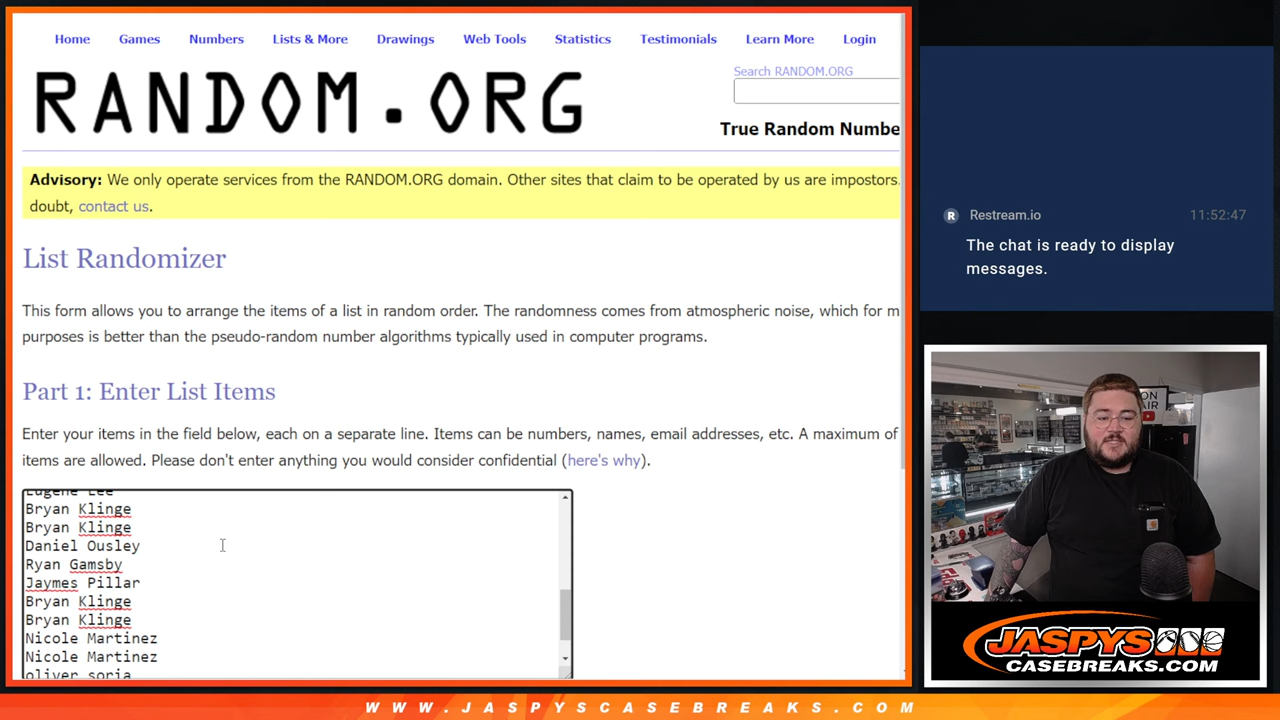 Home Games Numbers Lists & More Drawings Web Tools Statistics Testimonials Learn More Login
RANDOM.ORG
Search RANDOM.ORG
True Random Numbe
Advisory: We only operate services from the RANDOM.ORG domain. Other sites that claim to be operated by us are impostors.
doubt, contact us.
List Randomizer
This form allows you to arrange the items of a list in random order. The randomness comes from atmospheric noise, which for m
purposes is better than the pseudo-random number algorithms typically used in computer programs.
Part 1: Enter List Items
Enter your items in the field below, each on a separate line. Items can be numbers, names, email addresses, etc. A maximum of
items are allowed. Please don't enter anything you would consider confidential (here's why).
Eugene Lee
Bryan Klinge
Bryan Klinge
Daniel Ousley
Ryan Gamsby
Jaymes Pillar
Bryan Klinge
Bryan Klinge
Nicole Martinez
Nicole Martinez
oliver soria
R Restream.io 11:52:47
The chat is ready to display
messages.
ON
AIR
JASPYS
CASEBREAKS.COM
WWW.JASPYSCASEBREAKS.COM